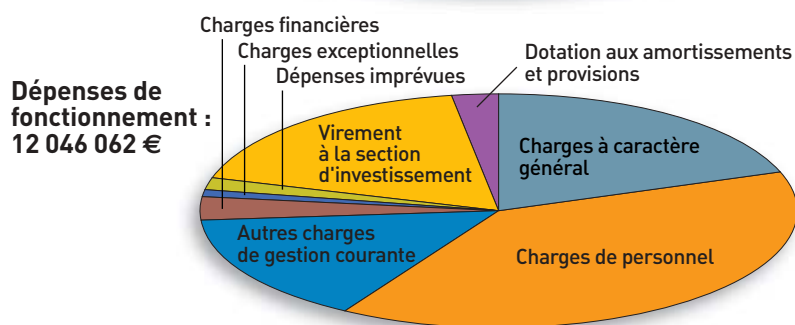 Charges financières
Charges exceptionnelles
Dépenses imprévues
Dotation aux amortissements
et provisions
Dépenses de
fonctionnement :
12 046 062 €
Virement
à la section
d'investissement
Charges à caractère
général
Autres charges
de gestion courante
Charges de personnel